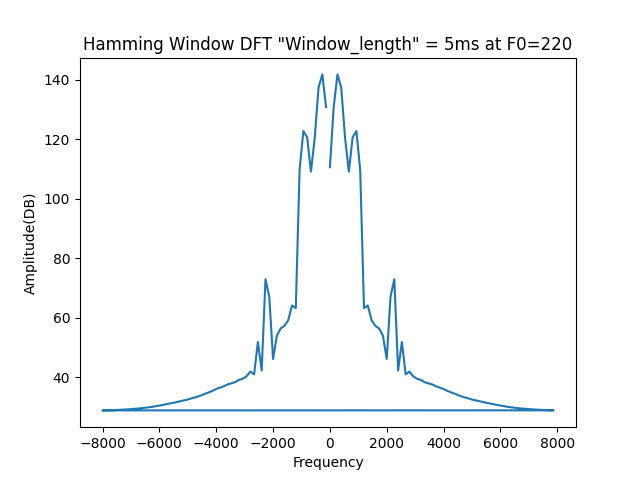 Hamming Window DFT "Window_length" = 5ms at F0=220
Amplitude(DB)
140
120
100
80
60
40
−8000 −6000 −4000 −2000 0 2000 4000 6000 8000
Frequency